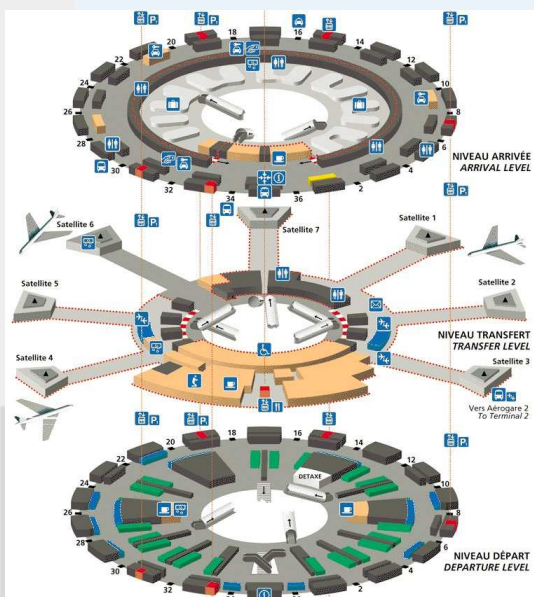 P.
P.
P.
18
16
20
14
22
12
24
10
26
8
28
6
30
4
32
2
34
36
NIVEAU ARRIVÉE
ARRIVAL LEVEL
P.
P.
P.
Satellite 6
Satellite 7
Satellite 1
Satellite 5
Satellite 2
NIVEAU TRANSFERT
TRANSFER LEVEL
Satellite 4
Satellite 3
Vers Aérogare 2
To Terminal 2
P.
P.
P.
P.
18
16
20
14
22
12
DETAXE
24
10
26
8
28
6
30
4
32
2
NIVEAU DÉPART
DEPARTURE LEVEL